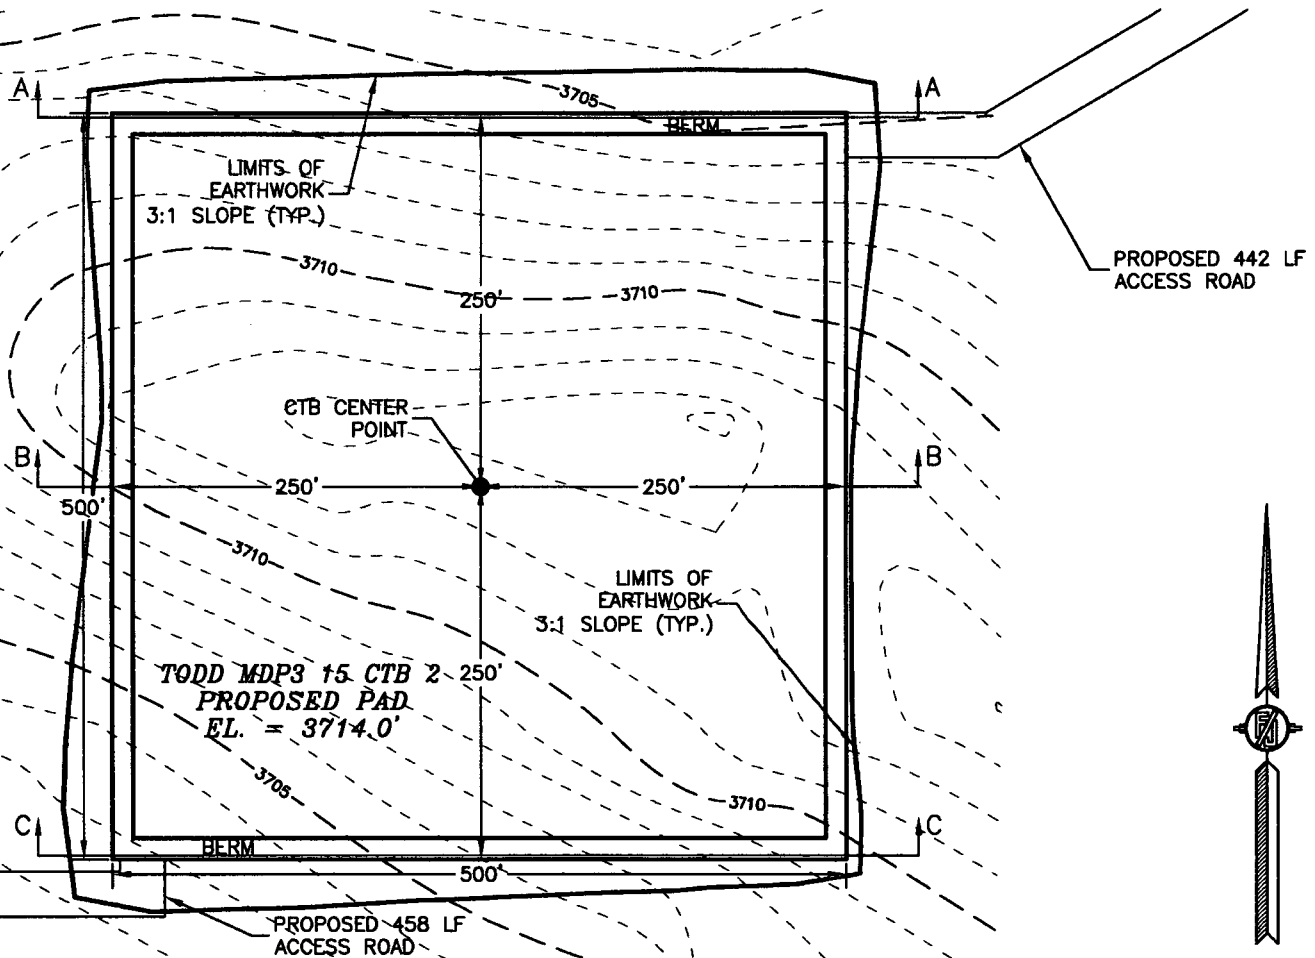 A
A
3705
BERM
LIMITS OF
EARTHWORK
3:1 SLOPE (TYP.)
PROPOSED 442 LF
ACCESS ROAD
3710
250'
3710
CTB CENTER
POINT
B
B
250'
250'
500'
3710
LIMITS OF
EARTHWORK
3:1 SLOPE (TYP.)
TODD MDP3 15 CTB 2
PROPOSED PAD
EL. = 3714.0'
250'
3705
3710
C
C
BERM
500'
PROPOSED 458 LF
ACCESS ROAD